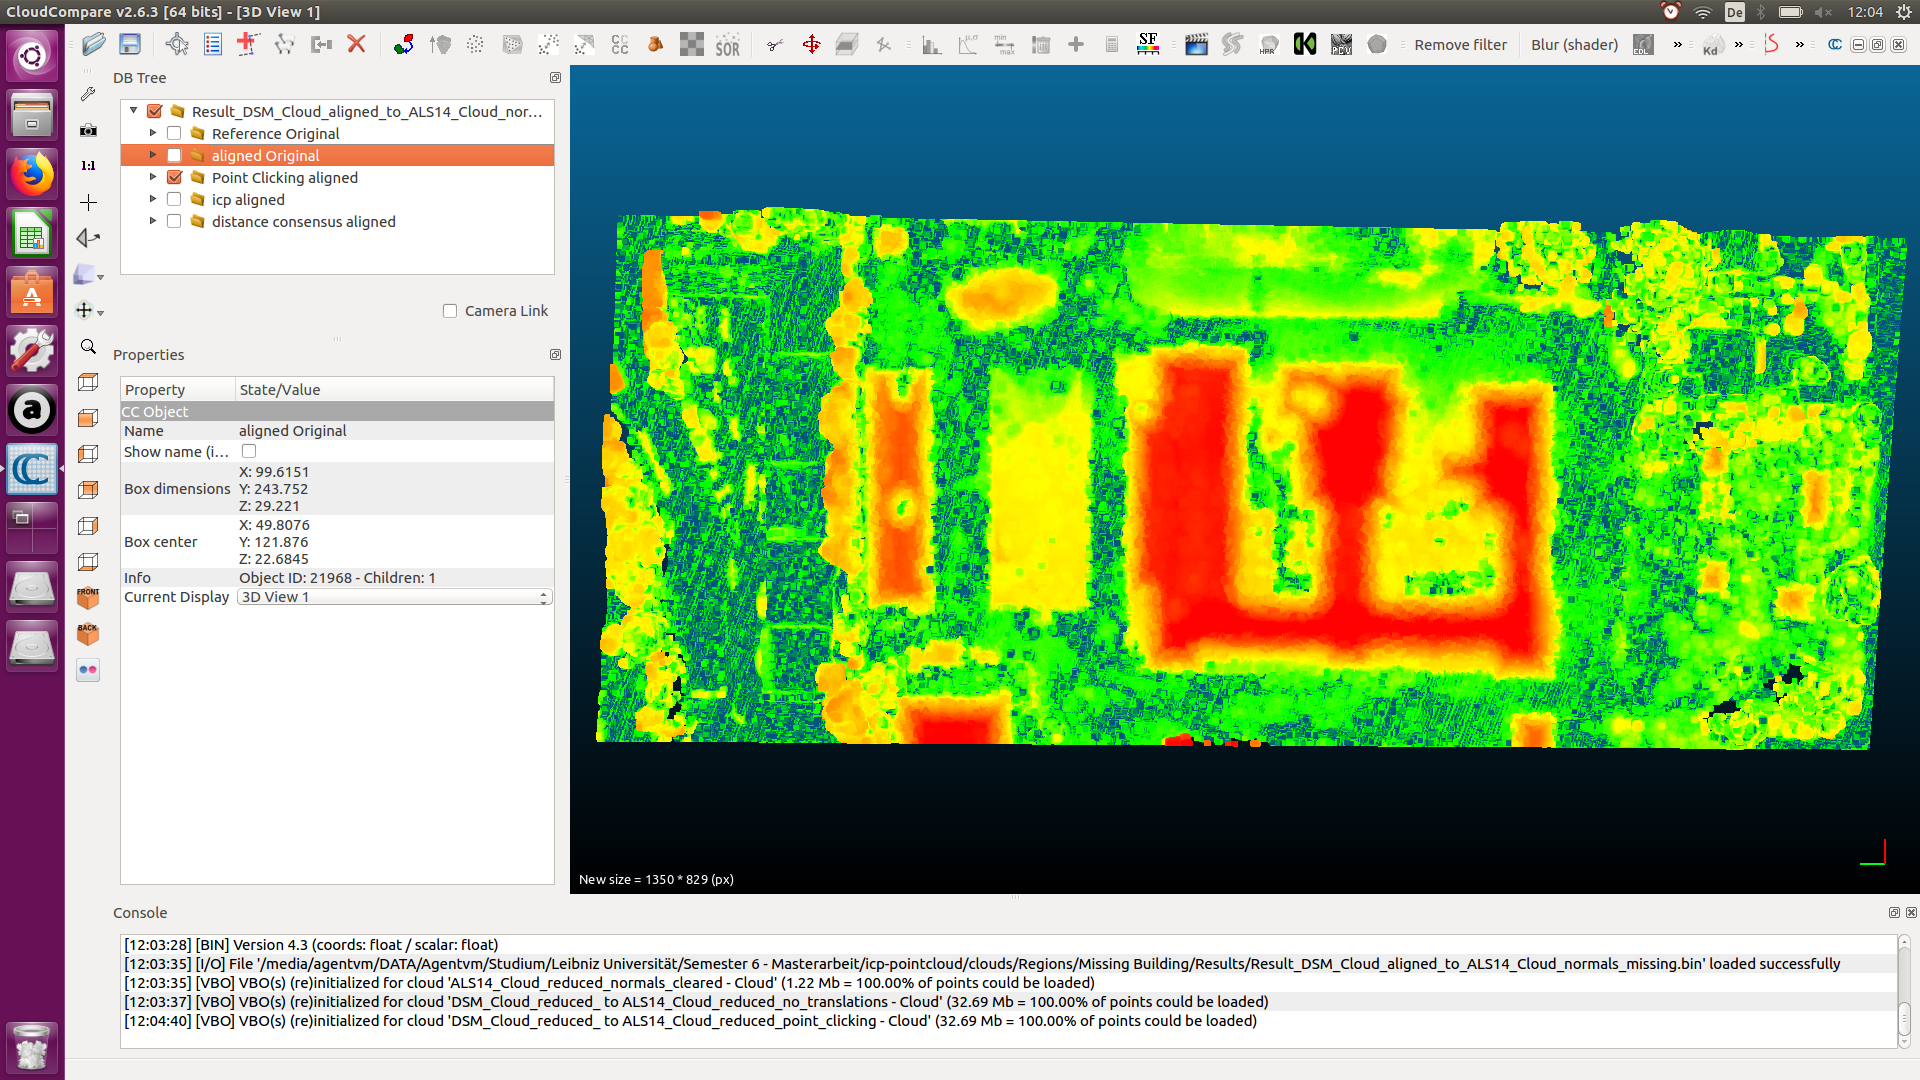 CloudCompare v2.6.3 [64 bits] - [3D View 1]
De
12:04
CC
SOR
SF
HPR
PCV
Remove filter
Blur (shader)
EDL
Kd
DB Tree
Result_DSM_Cloud_aligned_to_ALS14_Cloud_nor...
Reference Original
aligned Original
Point Clicking aligned
icp aligned
distance consensus aligned
1:1
Camera Link
Properties
Property State/Value
CC Object
Name aligned Original
Show name (i...
Box dimensions
X: 99.6151
Y: 243.752
Z: 29.221
Box center
X: 49.8076
Y: 121.876
Z: 22.6845
Info Object ID: 21968 - Children: 1
Current Display 3D View 1
FRONT
BACK
New size = 1350 * 829 (px)
Console
[12:03:28] [BIN] Version 4.3 (coords: float / scalar: float)
[12:03:35] [I/O] File '/media/agentvm/DATA/Agentvm/Studium/Leibniz Universität/Semester 6 - Masterarbeit/icp-pointcloud/clouds/Regions/Missing Building/Results/Result_DSM_Cloud_aligned_to_ALS14_Cloud_normals_missing.bin' loaded successfully
[12:03:35] [VBO] VBO(s) (re)initialized for cloud 'ALS14_Cloud_reduced_normals_cleared - Cloud' (1.22 Mb = 100.00% of points could be loaded)
[12:03:37] [VBO] VBO(s) (re)initialized for cloud 'DSM_Cloud_reduced_ to ALS14_Cloud_reduced_no_translations - Cloud' (32.69 Mb = 100.00% of points could be loaded)
[12:04:40] [VBO] VBO(s) (re)initialized for cloud 'DSM_Cloud_reduced_ to ALS14_Cloud_reduced_point_clicking - Cloud' (32.69 Mb = 100.00% of points could be loaded)